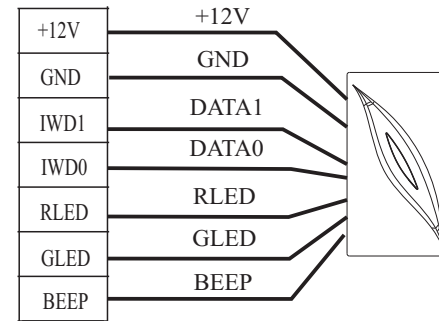 +12V +12V
GND GND
IWD1 DATA1
IWD0 DATA0
RLED RLED
GLED GLED
BEEP BEEP